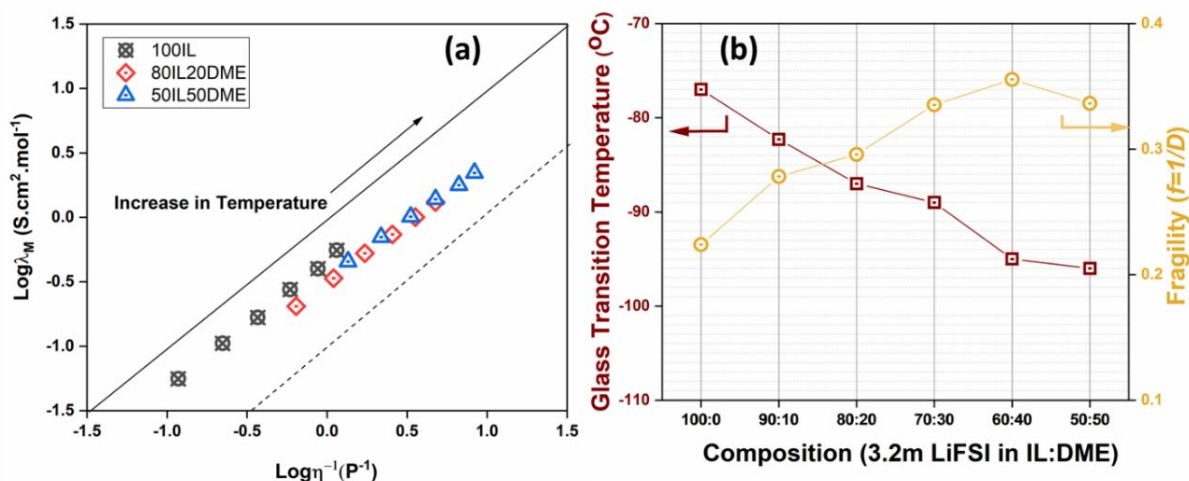 (a)
100IL
80IL20DME
50IL50DME
Increase in Temperature
Logλ_M (S.cm².mol⁻¹)
1.5
1.0
0.5
0.0
-0.5
-1.0
-1.5
-1.5 -1.0 -0.5 0.0 0.5 1.0 1.5
Logη⁻¹(P⁻¹)
(b)
Glass Transition Temperature (°C)
-70
-80
-90
-100
-110
Fragility (f=1/D)
0.4
0.3
0.2
0.1
100:0 90:10 80:20 70:30 60:40 50:50
Composition (3.2m LiFSI in IL:DME)